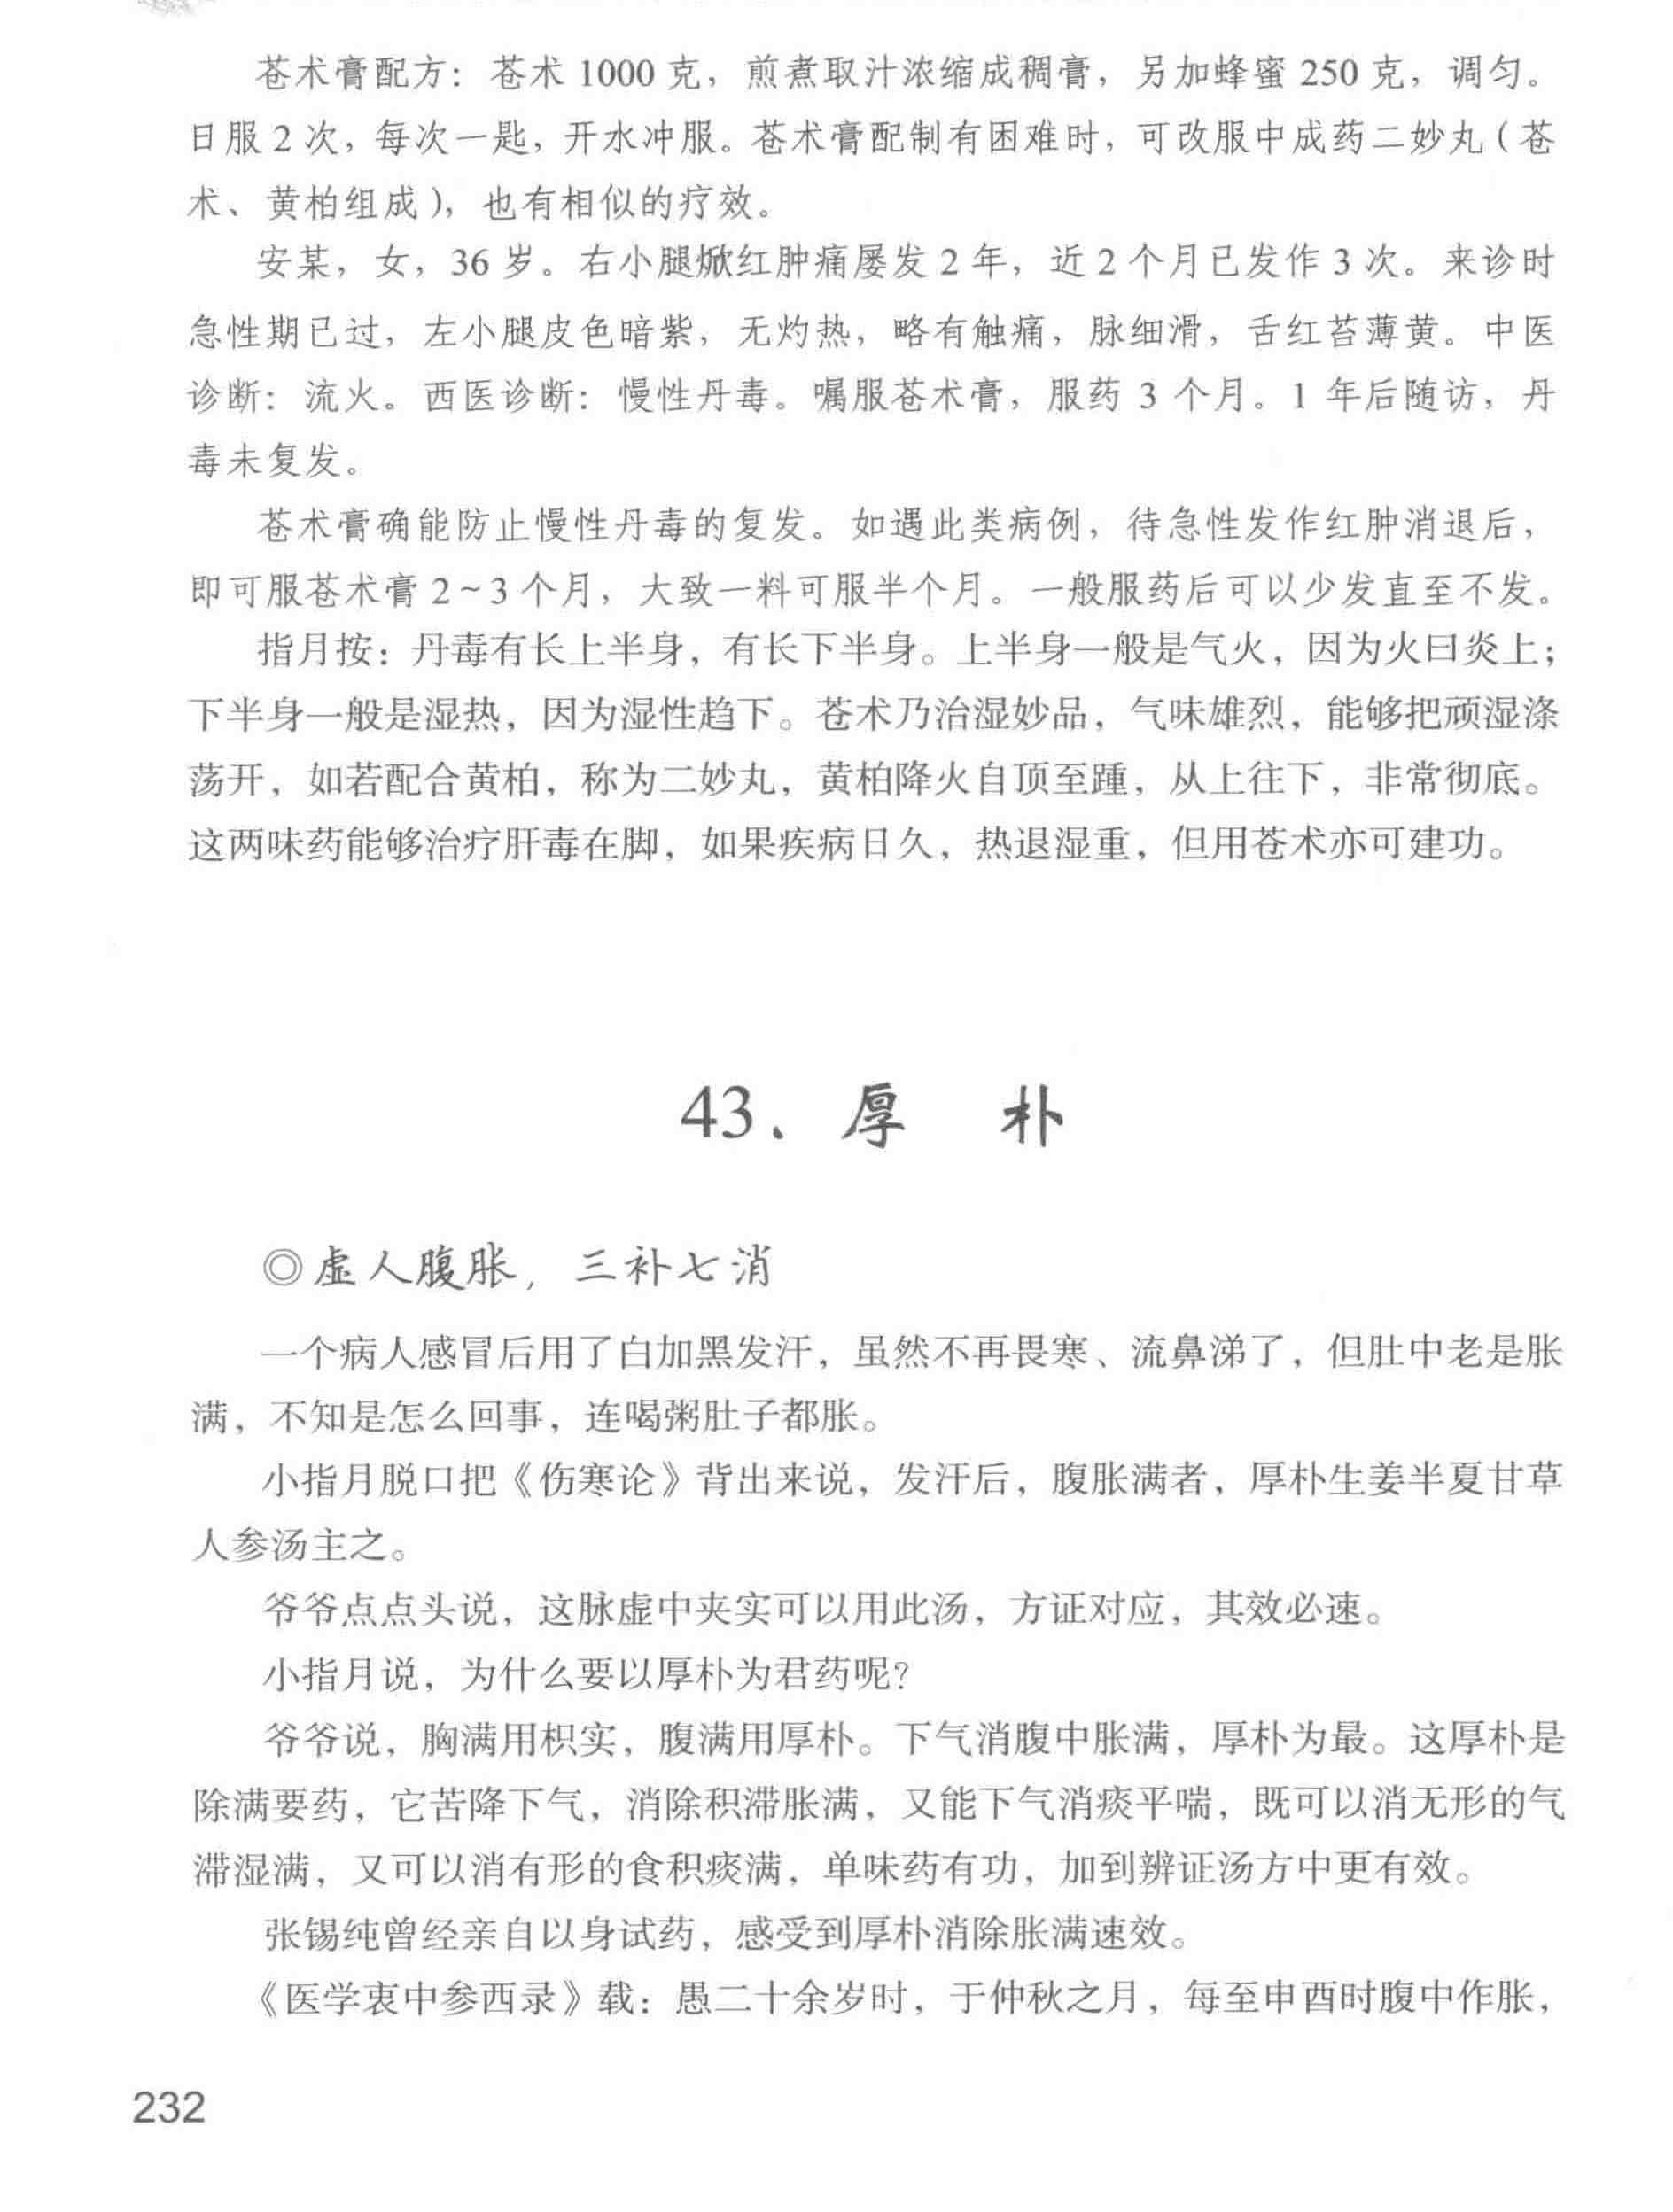 苍术膏配方：苍术 1000 克，煎煮取汁浓缩成稠膏，另加蜂蜜 250 克，调匀。
日服 2 次，每次一匙，开水冲服。苍术膏配制有困难时，可改服中成药二妙丸（苍
术、黄柏组成），也有相似的疗效。
安某，女，36 岁。右小腿焮红肿痛屡发 2 年，近 2 个月已发作 3 次。来诊时
急性期已过，左小腿皮色暗紫，无灼热，略有触痛，脉细滑，舌红苔薄黄。中医
诊断：流火。西医诊断：慢性丹毒。嘱服苍术膏，服药 3 个月。1 年后随访，丹
毒未复发。
苍术膏确能防止慢性丹毒的复发。如遇此类病例，待急性发作红肿消退后，
即可服苍术膏 2～3 个月，大致一料可服半个月。一般服药后可以少发直至不发。
指月按：丹毒有长上半身，有长下半身。上半身一般是气火，因为火曰炎上；
下半身一般是湿热，因为湿性趋下。苍术乃治湿妙品，气味雄烈，能够把顽湿涤
荡开，如若配合黄柏，称为二妙丸，黄柏降火自顶至踵，从上往下，非常彻底。
这两味药能够治疗肝毒在脚，如果疾病日久，热退湿重，但用苍术亦可建功。
43、厚 朴
◎虚人腹胀，三补七消
一个病人感冒后用了白加黑发汗，虽然不再畏寒、流鼻涕了，但肚中老是胀
满，不知是怎么回事，连喝粥肚子都胀。
小指月脱口把《伤寒论》背出来说，发汗后，腹胀满者，厚朴生姜半夏甘草
人参汤主之。
爷爷点点头说，这脉虚中夹实可以用此汤，方证对应，其效必速。
小指月说，为什么要以厚朴为君药呢？
爷爷说，胸满用枳实，腹满用厚朴。下气消腹中胀满，厚朴为最。这厚朴是
除满要药，它苦降下气，消除积滞胀满，又能下气消痰平喘，既可以消无形的气
滞湿满，又可以消有形的食积痰满，单味药有功，加到辨证汤方中更有效。
张锡纯曾经亲自以身试药，感受到厚朴消除胀满速效。
《医学衷中参西录》载：愚二十余岁时，于仲秋之月，每至申酉时腹中作胀，
232